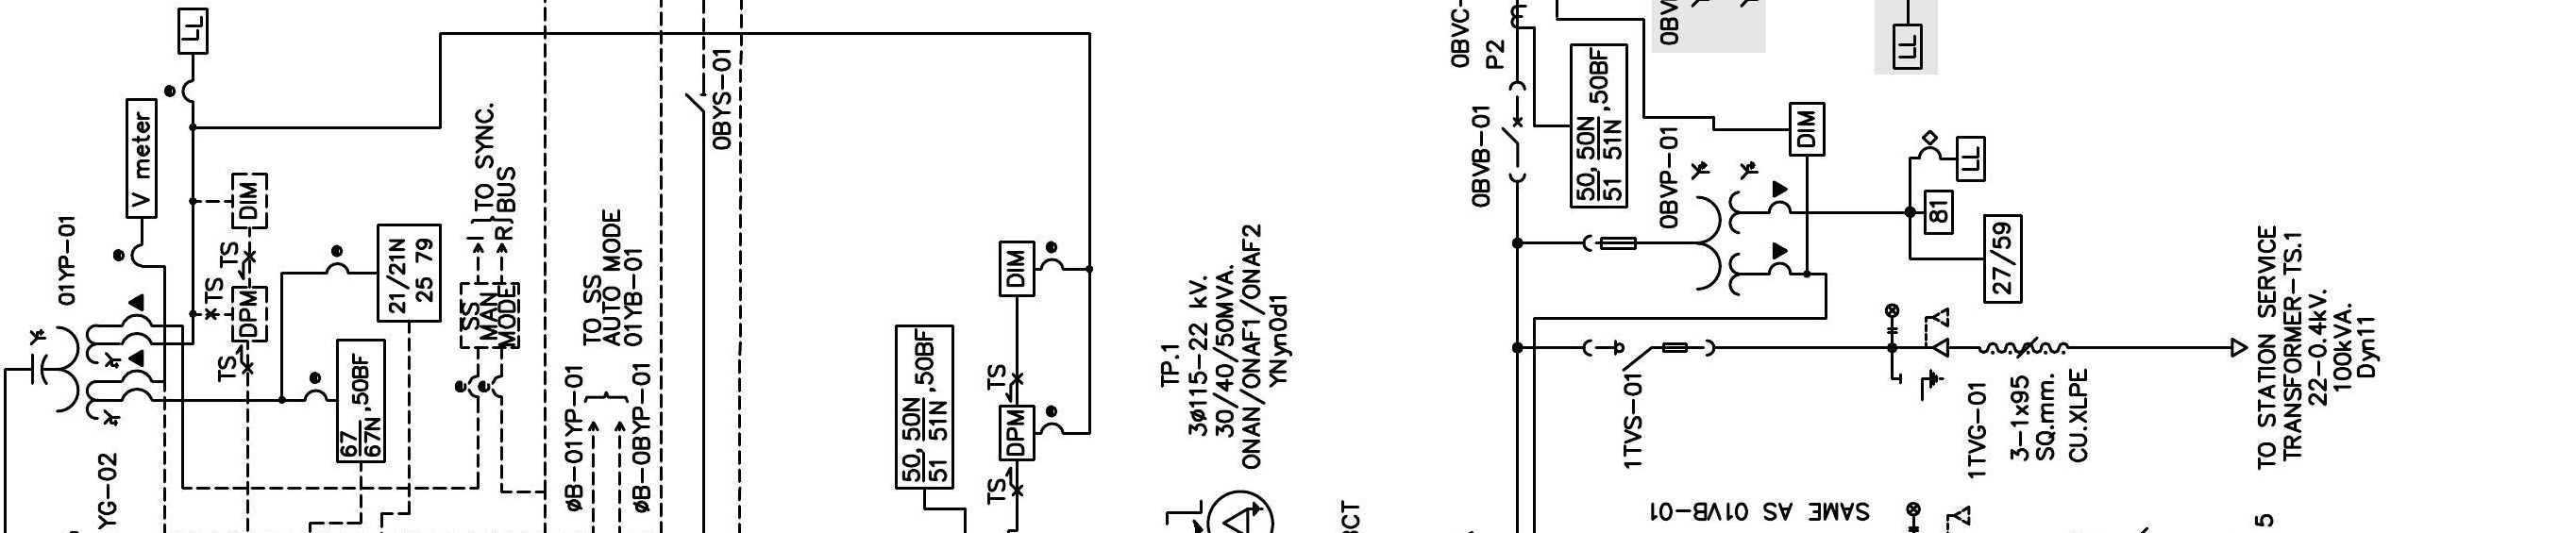 LL
V meter
01YP-01
DIM
TS
TS
DPM
TS
21/21N
25 79
67 ,50BF
67N
YG-02
I } TO SYNC.
R } BUS
SS
MAN
MODE
TO SS
AUTO MODE
01YB-01
øB-01YP-01
øB-0BYP-01
0BYS-01
50, 50N ,50BF
51 51N
DIM
TS
DPM
TS
TP.1
3ø115-22 kV.
30/40/50MVA.
ONAN/ONAF1/ONAF2
YNyn0d1
0BVC-
P2
0BVB-01
50, 50N ,50BF
51 51N
0BVP-01
DIM
LL
LL
81
27/59
1TVS-01
1TVG-01
3-1x95
SQ.mm.
CU.XLPE
TO STATION SERVICE
TRANSFORMER-TS.1
22-0.4kV.
100kVA.
Dyn11
SAME AS 01VB-01
5